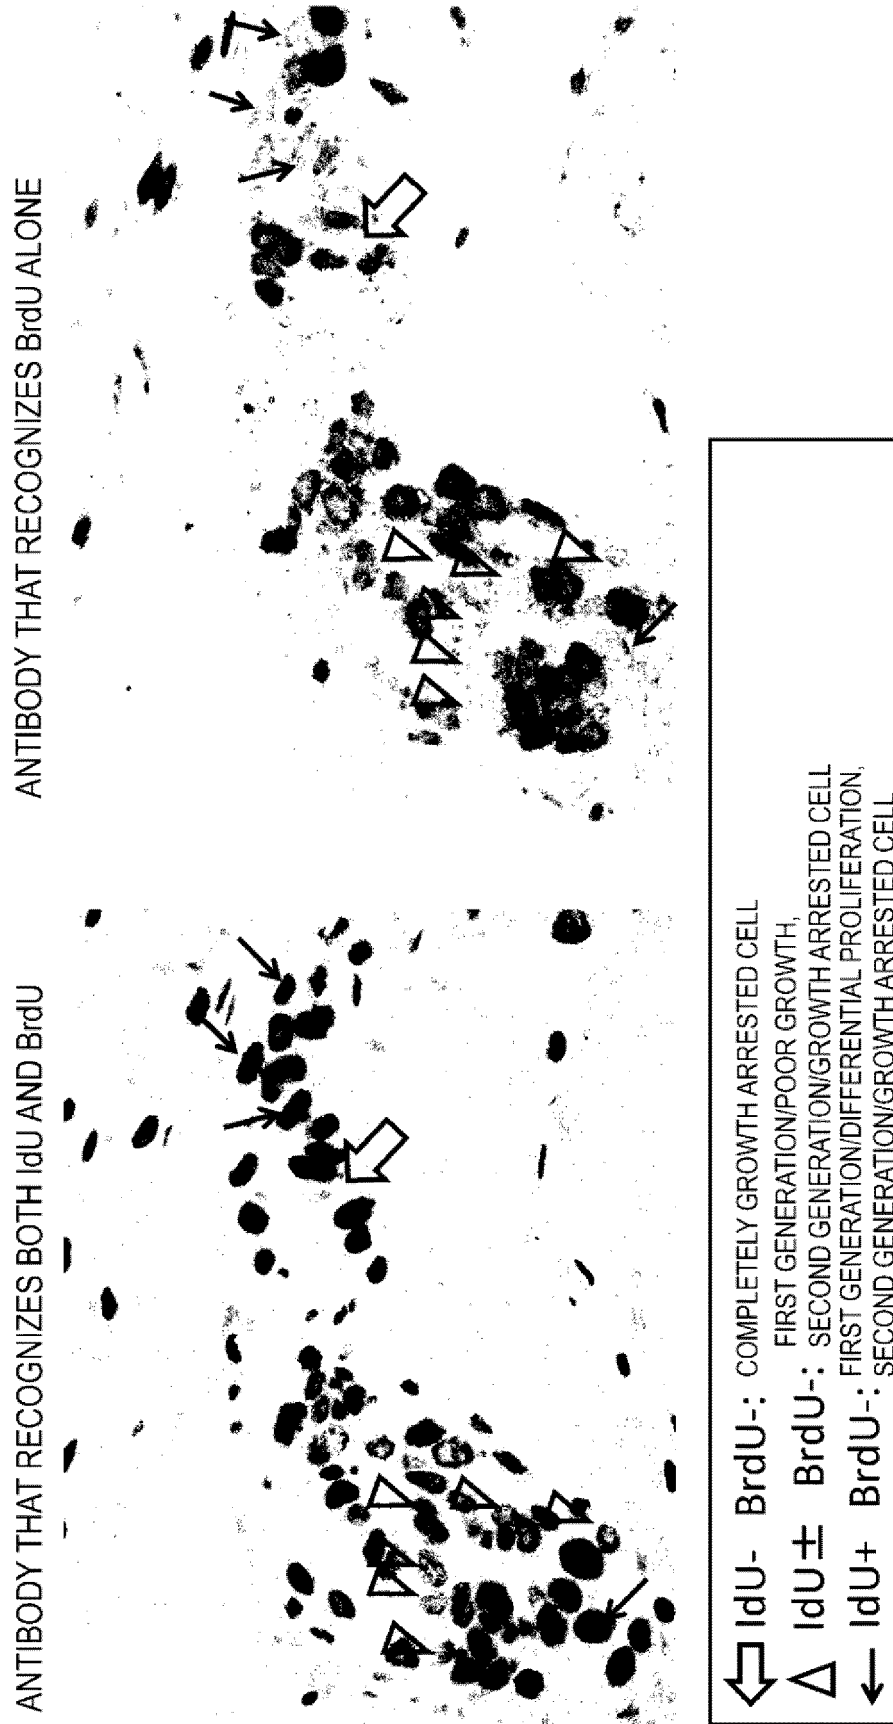 ANTIBODY THAT RECOGNIZES BOTH IdU AND BrdU
ANTIBODY THAT RECOGNIZES BrdU ALONE
IdU- BrdU-: COMPLETELY GROWTH ARRESTED CELL
FIRST GENERATION/POOR GROWTH,
IdU± BrdU-: SECOND GENERATION/GROWTH ARRESTED CELL
FIRST GENERATION/DIFFERENTIAL PROLIFERATION,
IdU+ BrdU-: SECOND GENERATION/GROWTH ARRESTED CELL